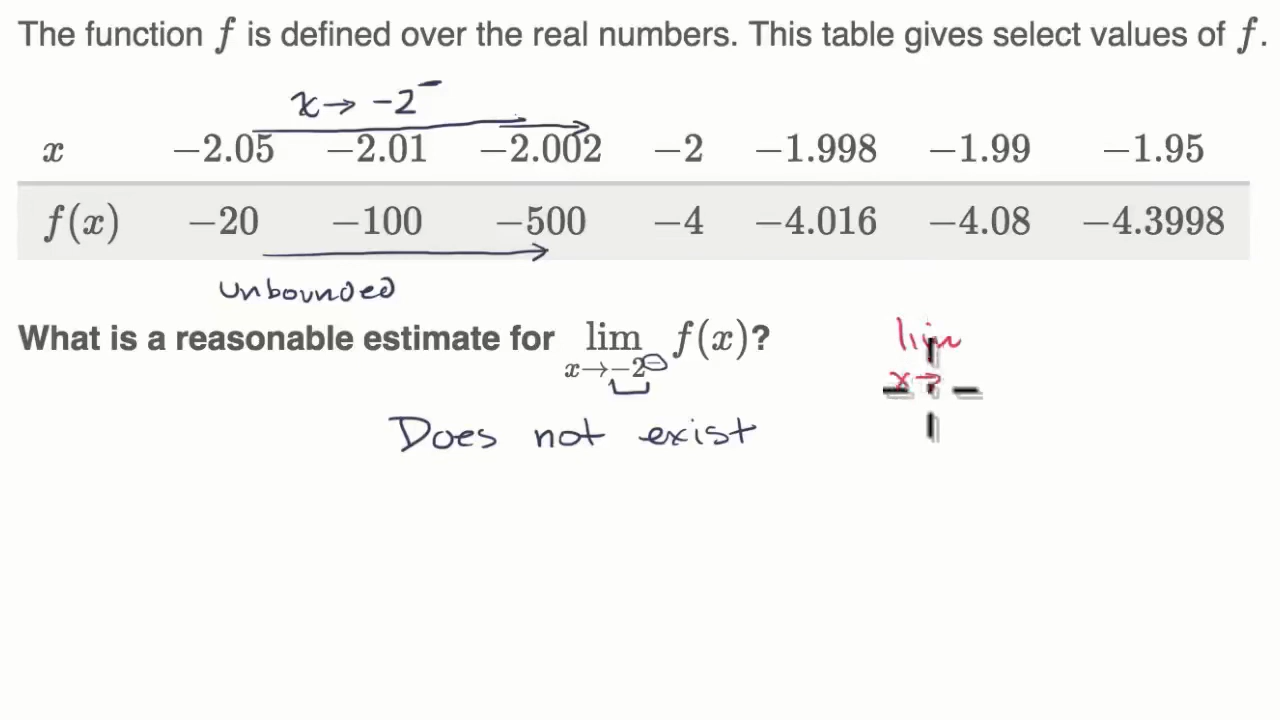 The function f is defined over the real numbers. This table gives select values of f.
x → -2⁻
x −2.05 −2.01 −2.002 −2 −1.998 −1.99 −1.95
f(x) −20 −100 −500 −4 −4.016 −4.08 −4.3998
Unbounded
What is a reasonable estimate for lim x→−2⁻ f(x)?
lim
x→
Does not exist